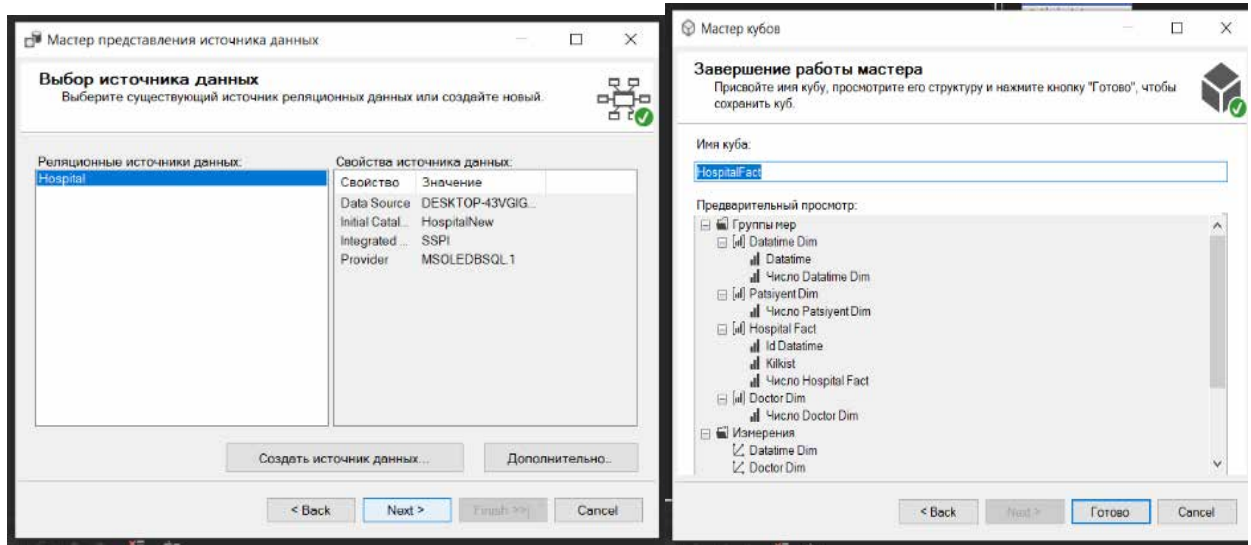 Мастер представления источника данных
Выбор источника данных
Выберите существующий источник реляционных данных или создайте новый.
Реляционные источники данных:
Hospital
Свойства источника данных:
Свойство Значение
Data Source DESKTOP-43VGIG...
Initial Catal... HospitalNew
Integrated ... SSPI
Provider MSOLEDBSQL.1
Создать источник данных...
Дополнительно...
< Back
Next >
Finish >>|
Cancel
Мастер кубов
Завершение работы мастера
Присвойте имя кубу, просмотрите его структуру и нажмите кнопку "Готово", чтобы
сохранить куб.
Имя куба:
HospitalFact
Предварительный просмотр:
Группы мер
Datatime Dim
Datatime
Число Datatime Dim
Patsiyent Dim
Число Patsiyent Dim
Hospital Fact
Id Datatime
Kilkist
Число Hospital Fact
Doctor Dim
Число Doctor Dim
Измерения
Datatime Dim
Doctor Dim
< Back
Next >
Готово
Cancel